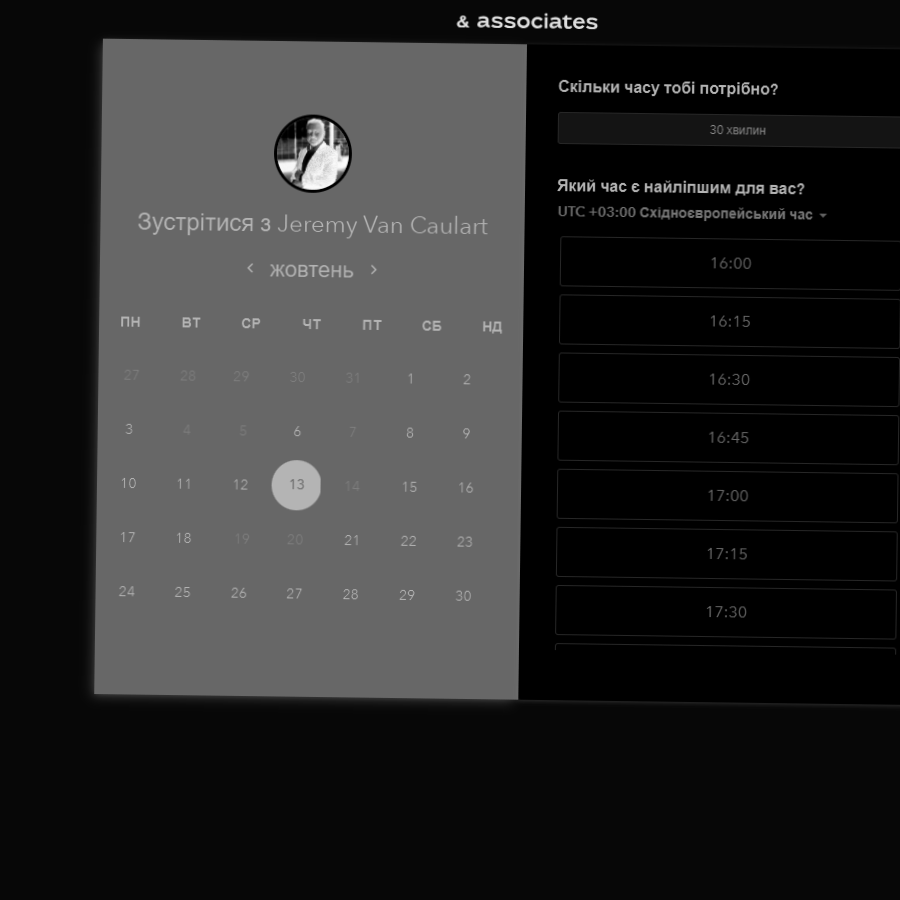 & associates
Зустрітися з Jeremy Van Caulart
жовтень
ПН ВТ СР ЧТ ПТ СБ НД
27 28 29 30 31 1 2
3 4 5 6 7 8 9
10 11 12 13 14 15 16
17 18 19 20 21 22 23
24 25 26 27 28 29 30
Скільки часу тобі потрібно?
30 хвилин
Який час є найліпшим для вас?
UTC +03:00 Східноєвропейський час
16:00
16:15
16:30
16:45
17:00
17:15
17:30